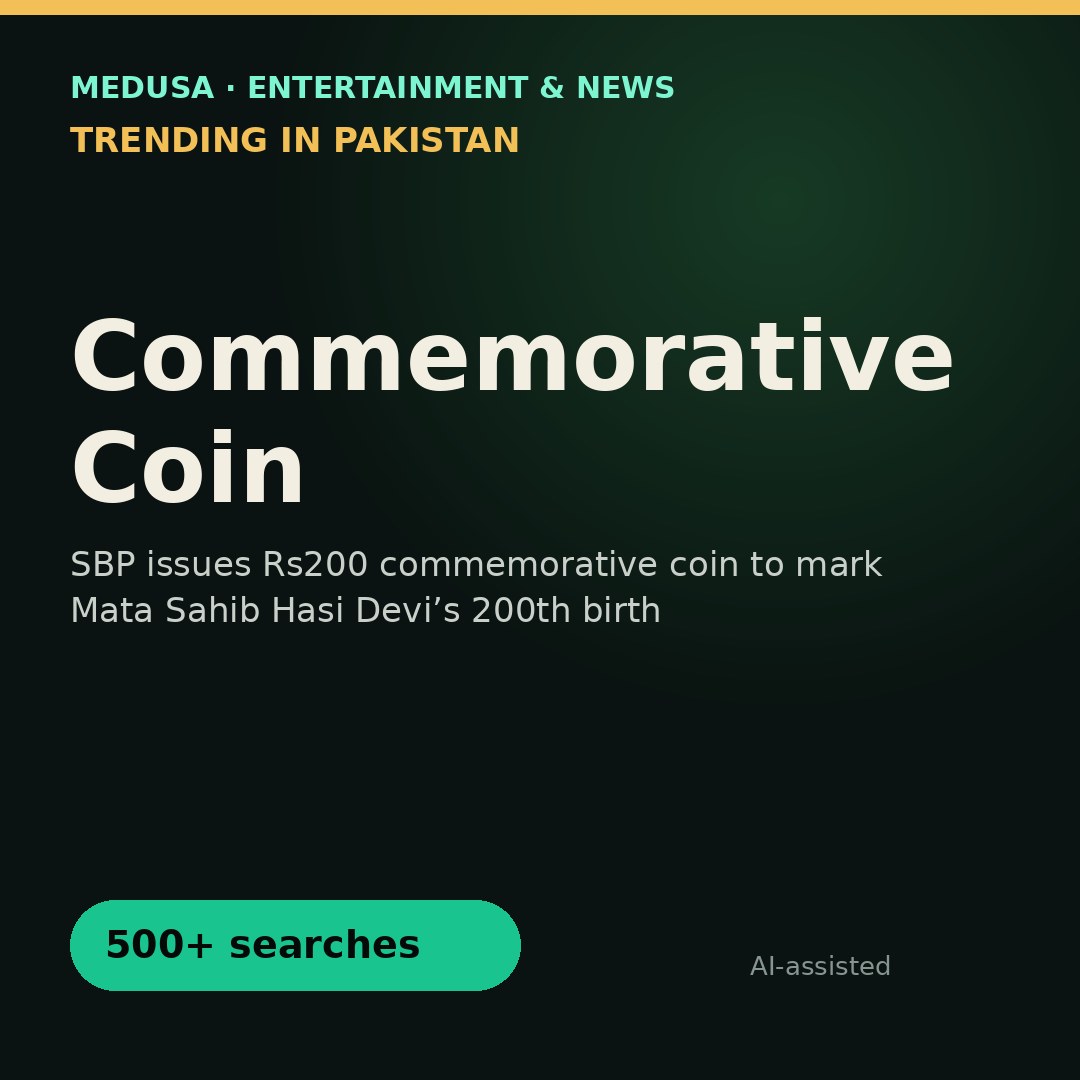 MEDUSA · ENTERTAINMENT & NEWS
TRENDING IN PAKISTAN
Commemorative
Coin
SBP issues Rs200 commemorative coin to mark
Mata Sahib Hasi Devi’s 200th birth
500+ searches
AI-assisted